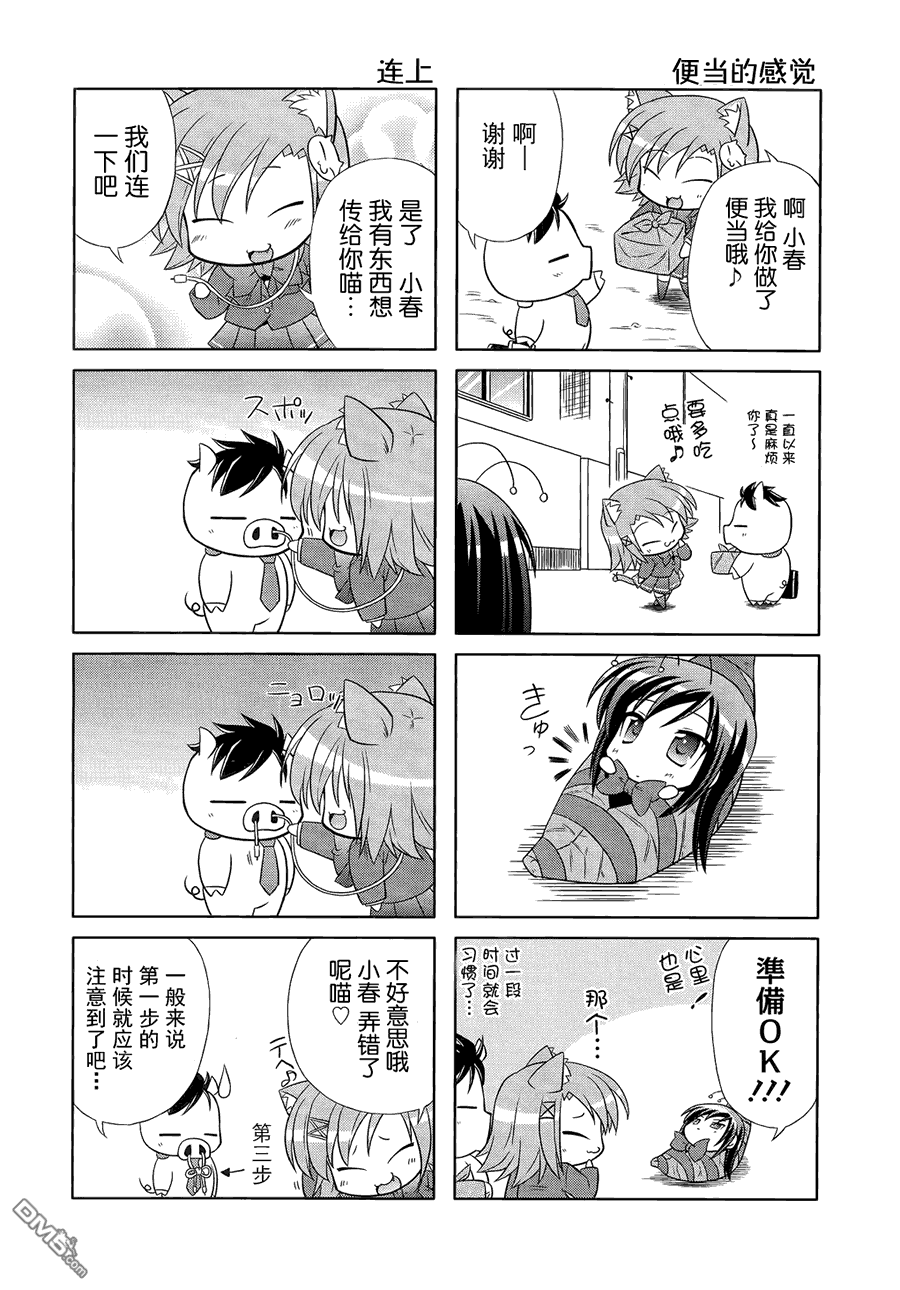 便当的感觉
啊 小春
我给你做了
便当哦♪
啊ー
谢谢
一直以来
真是麻烦
你了～
要多吃
点哦♪
きゅっ
準備OK!!!
心里
也是!
那个…
过一段
时间就会
习惯了…
连上
是了 小春
我有东西想
传给你喵…
我们连
一下吧
スポッ
ニョロッ
不好意思哦
小春 弄错了
呢喵♡
テヘ♪
第三步
一般来说
第一步的
时候就应该
注意到了吧…
DM5.com